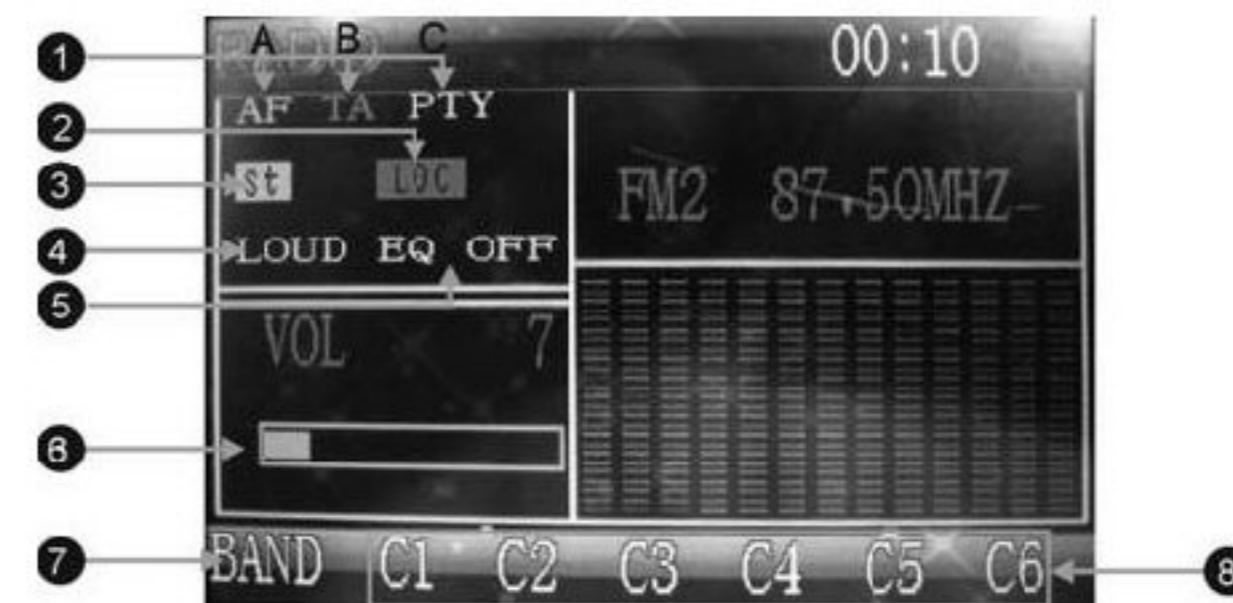 RADIO 00:10
1 A B C
AF TA PTY
2
3 St LOC
FM2 87.50MHZ
4 LOUD EQ OFF
5
VOL 7
6
7 BAND C1 C2 C3 C4 C5 C6 8